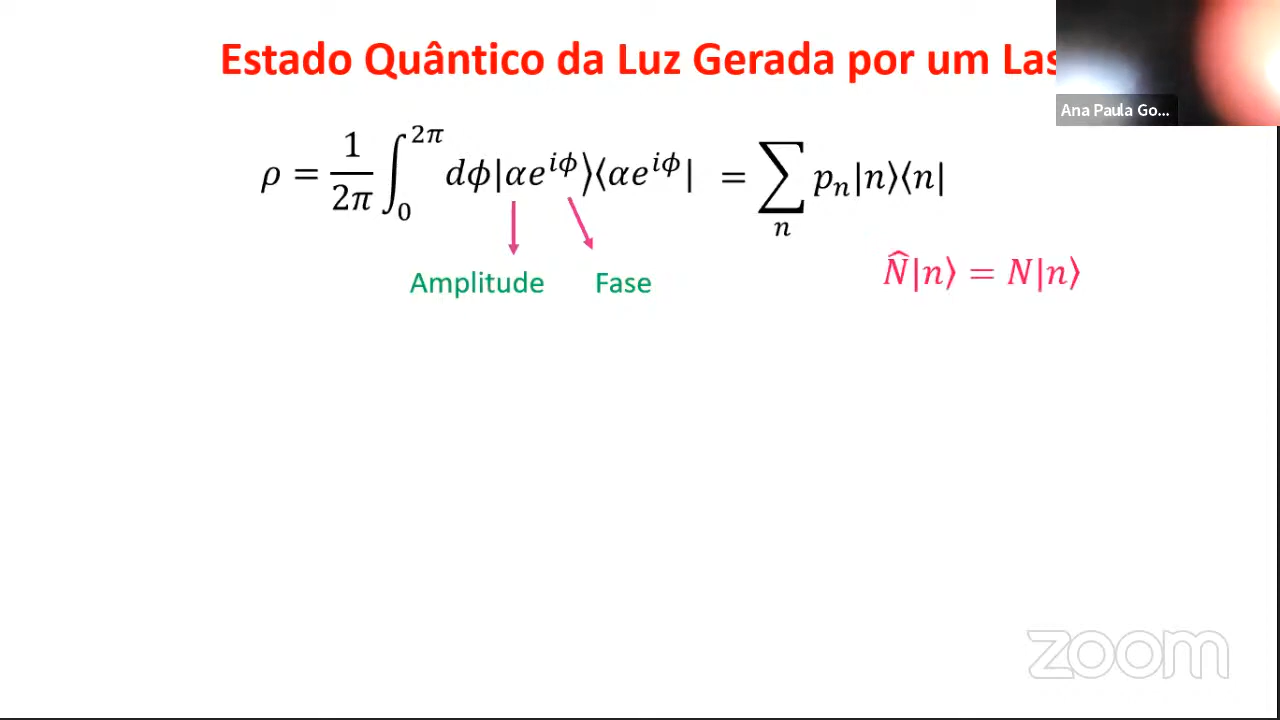 Estado Quântico da Luz Gerada por um Las
Ana Paula Go...
ρ = 1/2π ∫₀^2π dϕ|αe^iϕ⟩⟨αe^iϕ| = ∑ₙ pₙ|n⟩⟨n|
Amplitude Fase
N̂|n⟩ = N|n⟩
zoom